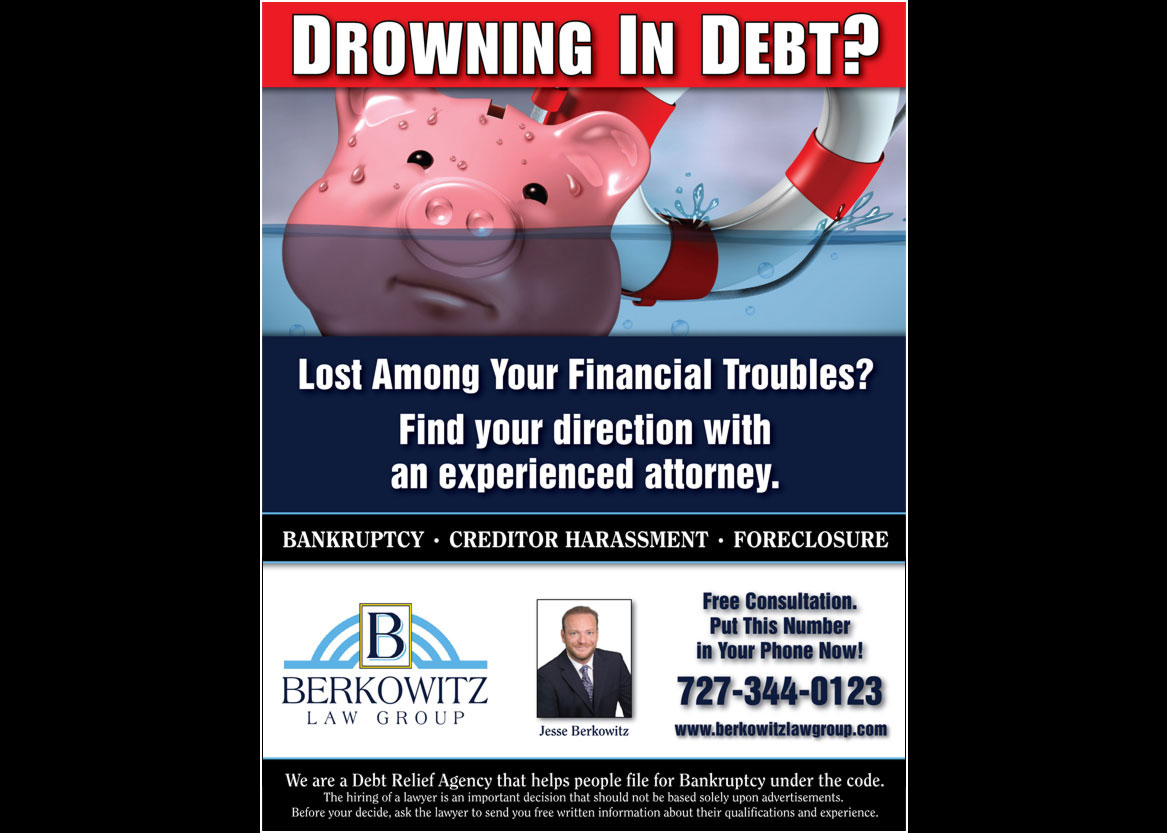 DROWNING IN DEBT?
Lost Among Your Financial Troubles?
Find your direction with
an experienced attorney.
BANKRUPTCY · CREDITOR HARASSMENT · FORECLOSURE
B
BERKOWITZ
LAW GROUP
Jesse Berkowitz
Free Consultation.
Put This Number
in Your Phone Now!
727-344-0123
www.berkowitzlawgroup.com
We are a Debt Relief Agency that helps people file for Bankruptcy under the code.
The hiring of a lawyer is an important decision that should not be based solely upon advertisements.
Before your decide, ask the lawyer to send you free written information about their qualifications and experience.